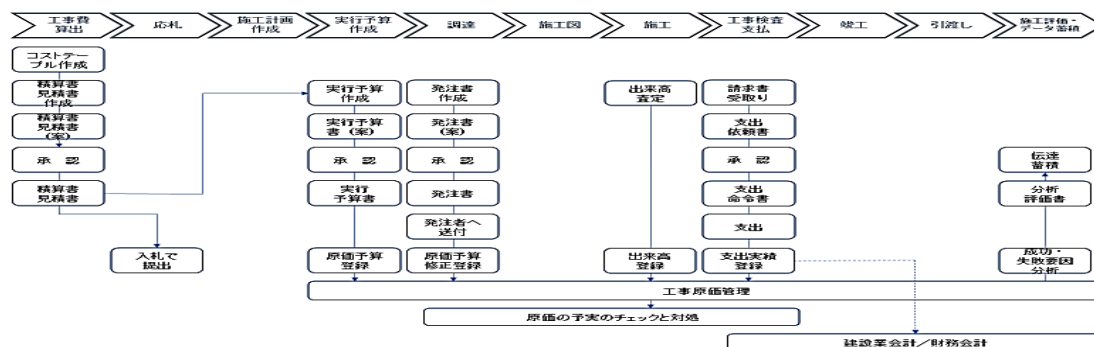 工事費
算出
応札
施工計画
作成
実行予算
作成
調達
施工図
施工
工事検査
支払
竣工
引渡し
施工評価・
データ蓄積
コストテー
ブル作成
積算書
見積書
作成
積算書
見積書
(案)
承認
積算書
見積書
入札で
提出
実行予算
作成
実行予算
書(案)
承認
実行
予算書
原価予算
登録
発注書
作成
発注書
(案)
承認
発注書
発注者へ
送付
原価予算
修正登録
出来高
査定
出来高
登録
請求書
受取り
支出
依頼書
承認
支出
命令書
支出
支出実績
登録
伝達
蓄積
分析
評価書
成功・
失敗要因
分析
工事原価管理
原価の予実のチェックと対処
建設業会計/財務会計